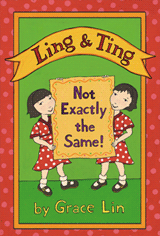 Ling & Ting
Not
Exactly
the
Same!
by Grace Lin